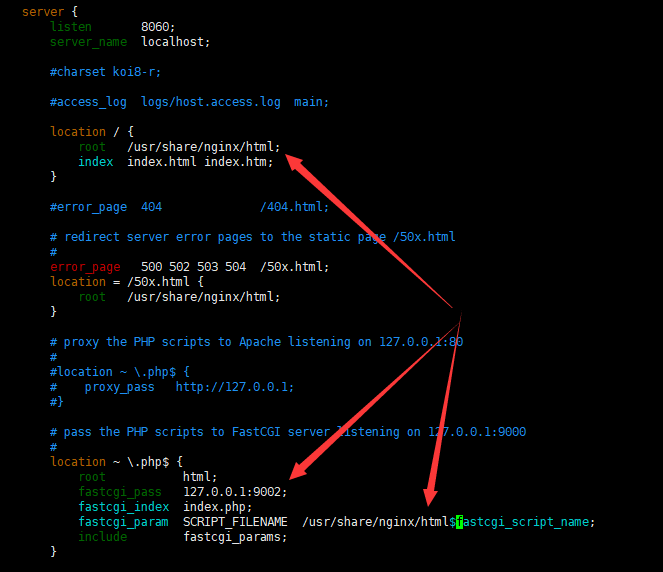 server {
    listen       8060;
    server_name  localhost;

    #charset koi8-r;

    #access_log  logs/host.access.log  main;

    location / {
        root   /usr/share/nginx/html;
        index  index.html index.htm;
    }

    #error_page  404              /404.html;

    # redirect server error pages to the static page /50x.html
    #
    error_page   500 502 503 504  /50x.html;
    location = /50x.html {
        root   /usr/share/nginx/html;
    }

    # proxy the PHP scripts to Apache listening on 127.0.0.1:80
    #
    #location ~ \.php$ {
    #    proxy_pass   http://127.0.0.1;
    #}

    # pass the PHP scripts to FastCGI server listening on 127.0.0.1:9000
    #
    location ~ \.php$ {
        root           html;
        fastcgi_pass   127.0.0.1:9002;
        fastcgi_index  index.php;
        fastcgi_param  SCRIPT_FILENAME  /usr/share/nginx/html$fastcgi_script_name;
        include        fastcgi_params;
    }